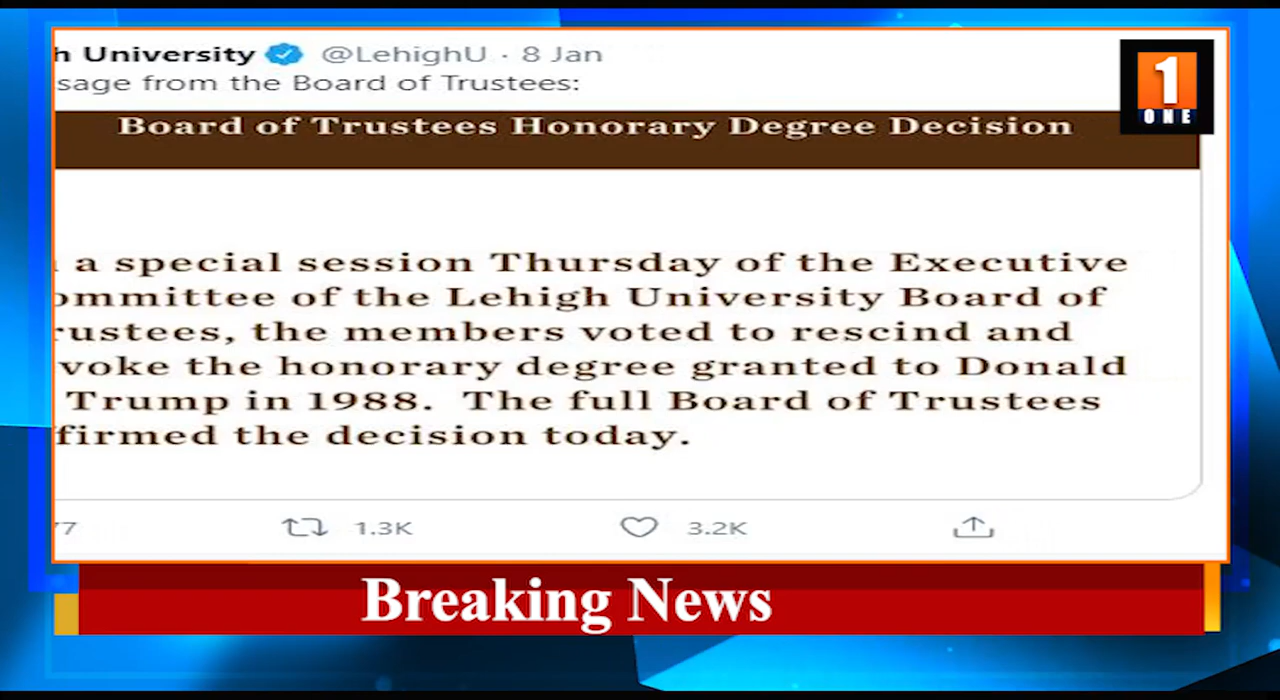 h University @LehighU · 8 Jan
sage from the Board of Trustees:
1
ONE
Board of Trustees Honorary Degree Decision
a special session Thursday of the Executive
ommittee of the Lehigh University Board of
rustees, the members voted to rescind and
voke the honorary degree granted to Donald
Trump in 1988. The full Board of Trustees
firmed the decision today.
77 1.3K 3.2K
Breaking News